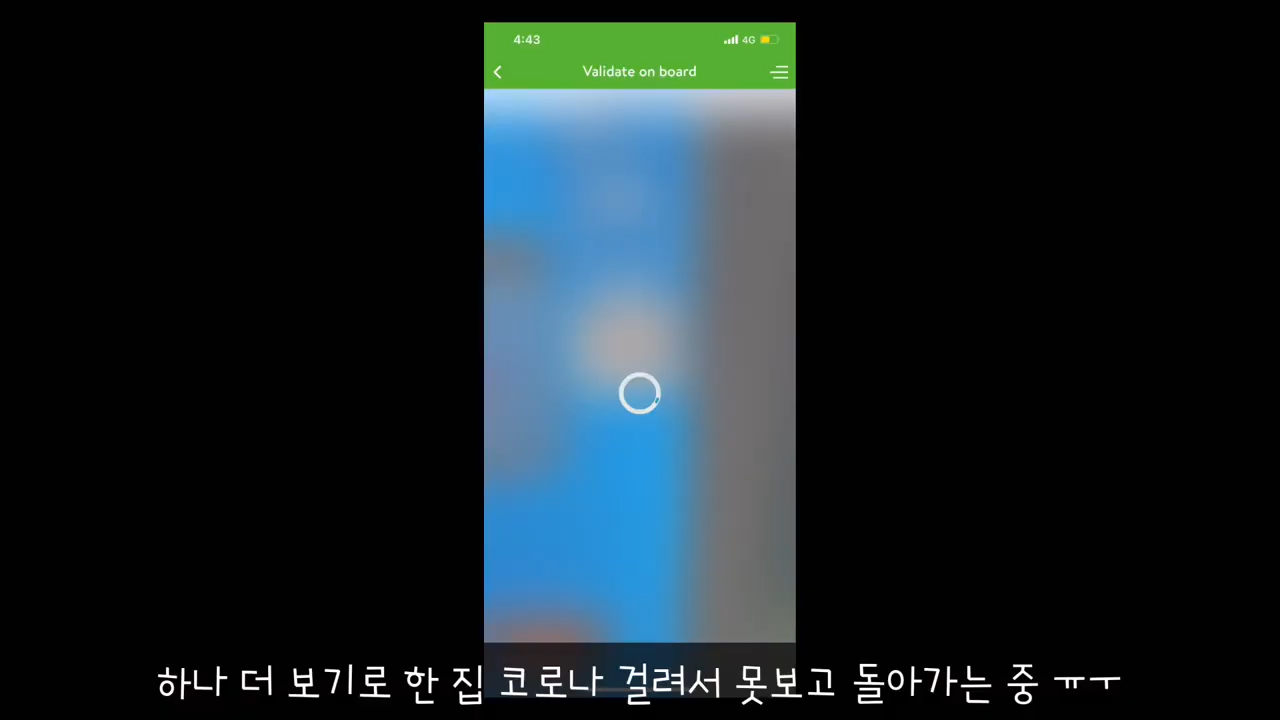 4:43
4G
Validate on board
하나 더 보기로 한 집 코로나 걸려서 못보고 돌아가는 중 ㅠㅜ